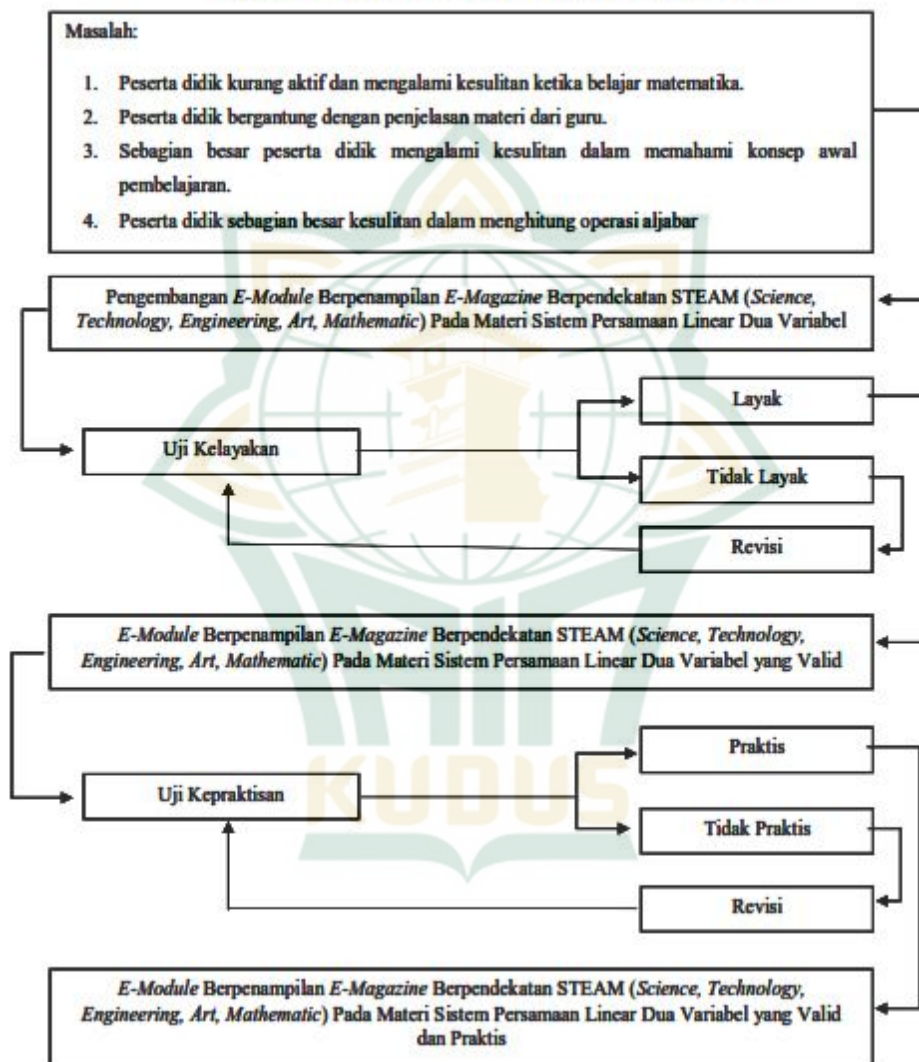 Masalah:
1. Peserta didik kurang aktif dan mengalami kesulitan ketika belajar matematika.
2. Peserta didik bergantung dengan penjelasan materi dari guru.
3. Sebagian besar peserta didik mengalami kesulitan dalam memahami konsep awal
pembelajaran.
4. Peserta didik sebagian besar kesulitan dalam menghitung operasi aljabar
Pengembangan E-Module Berpenampilan E-Magazine Berpendekatan STEAM (Science,
Technology, Engineering, Art, Mathematic) Pada Materi Sistem Persamaan Linear Dua Variabel
Layak
Uji Kelayakan
Tidak Layak
Revisi
E-Module Berpenampilan E-Magazine Berpendekatan STEAM (Science, Technology,
Engineering, Art, Mathematic) Pada Materi Sistem Persamaan Linear Dua Variabel yang Valid
Praktis
Uji Kepraktisan
KUDUS
Tidak Praktis
Revisi
E-Module Berpenampilan E-Magazine Berpendekatan STEAM (Science, Technology,
Engineering, Art, Mathematic) Pada Materi Sistem Persamaan Linear Dua Variabel yang Valid
dan Praktis